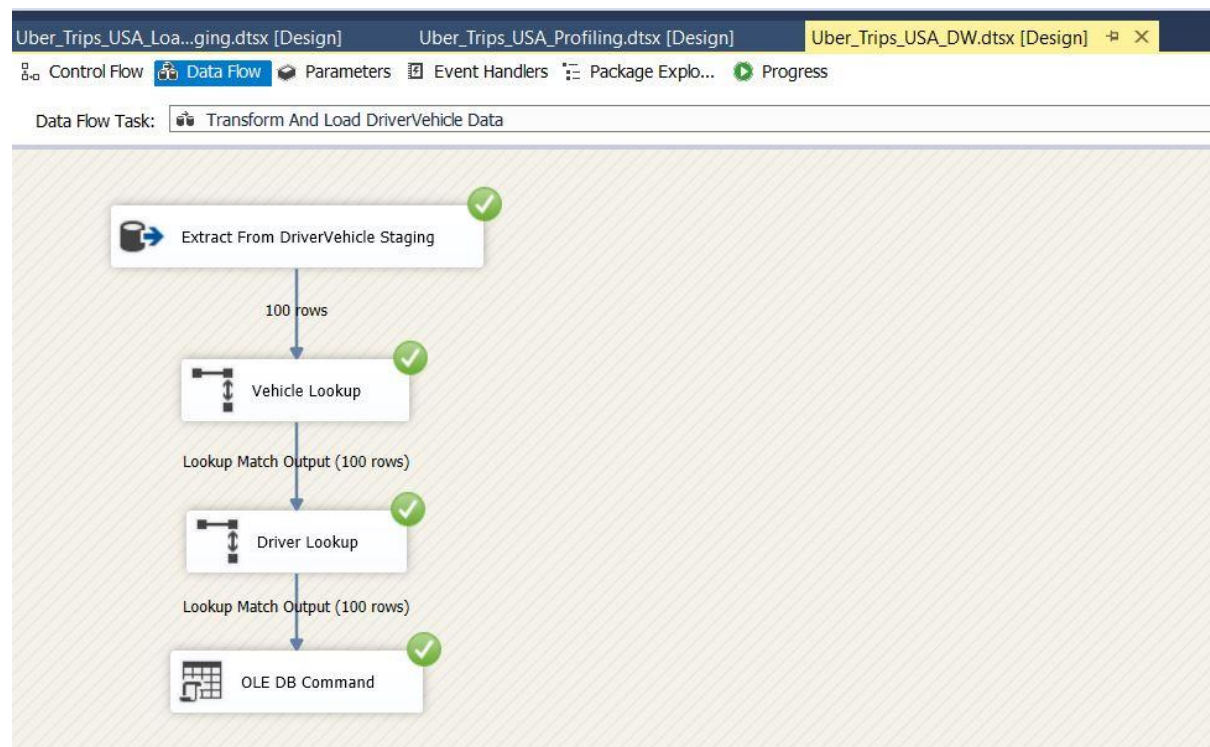 Uber_Trips_USA_Loa...ging.dtsx [Design] Uber_Trips_USA_Profiling.dtsx [Design] Uber_Trips_USA_DW.dtsx [Design]
Control Flow Data Flow Parameters Event Handlers Package Explo... Progress
Data Flow Task: Transform And Load DriverVehicle Data
Extract From DriverVehicle Staging
100 rows
Vehicle Lookup
Lookup Match Output (100 rows)
Driver Lookup
Lookup Match Output (100 rows)
OLE DB Command